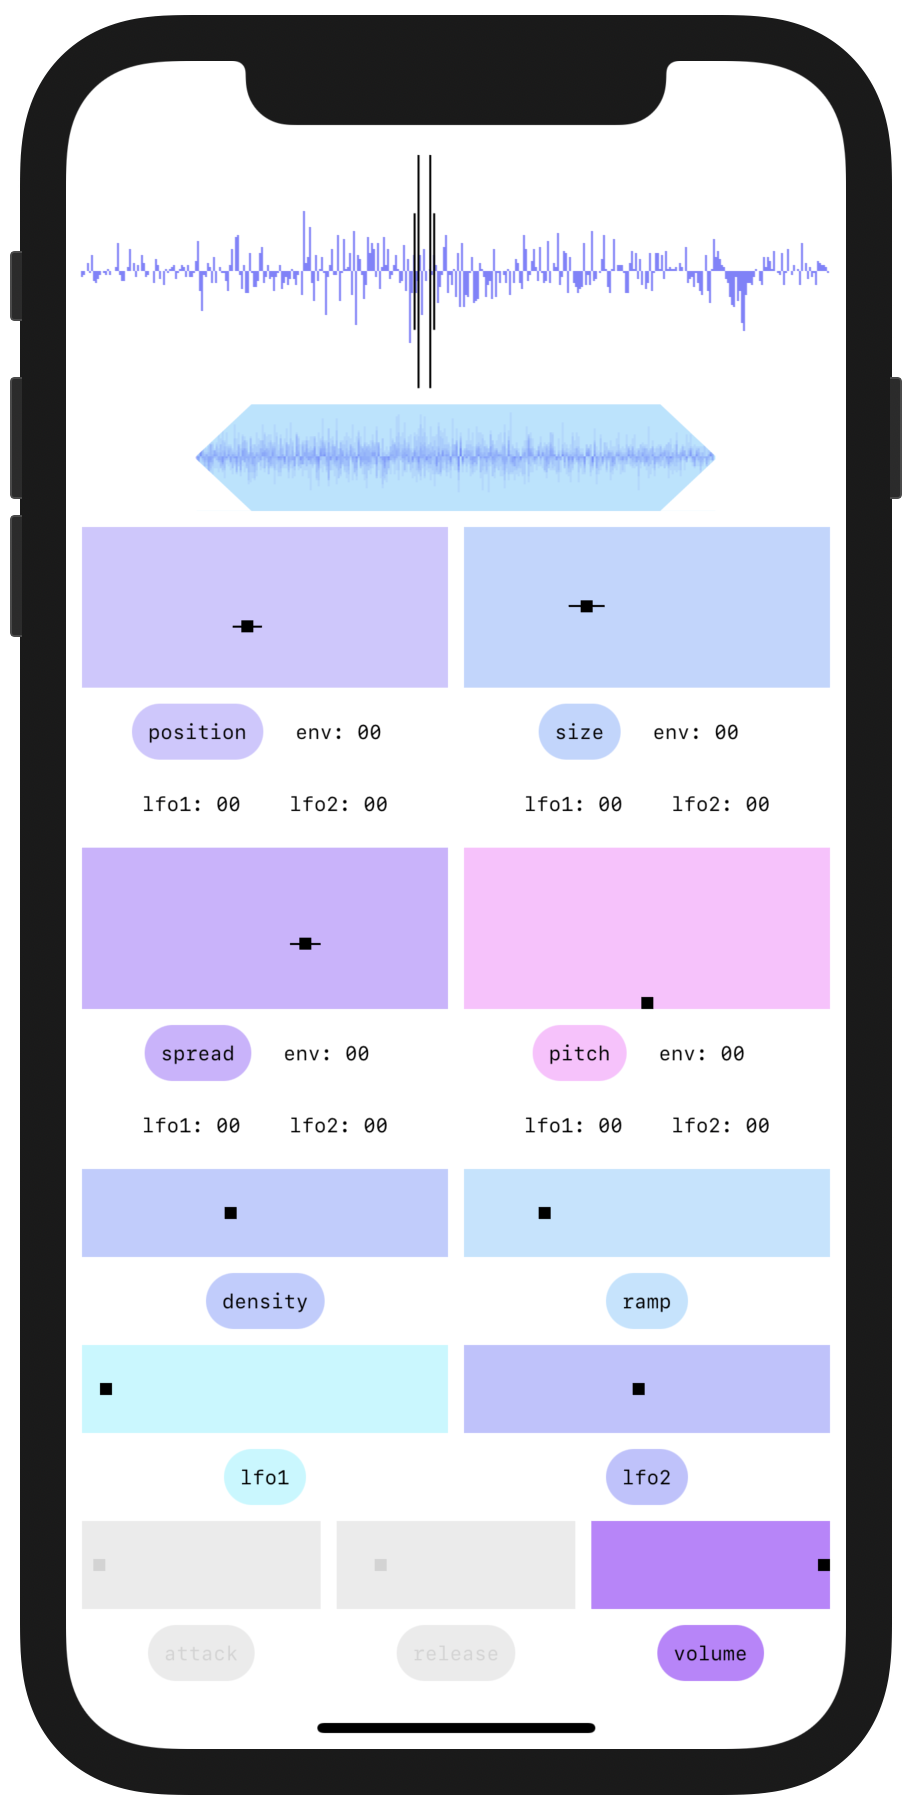 position env: 00 size env: 00
lfo1: 00 lfo2: 00 lfo1: 00 lfo2: 00
spread env: 00 pitch env: 00
lfo1: 00 lfo2: 00 lfo1: 00 lfo2: 00
density ramp
lfo1 lfo2
attack release volume